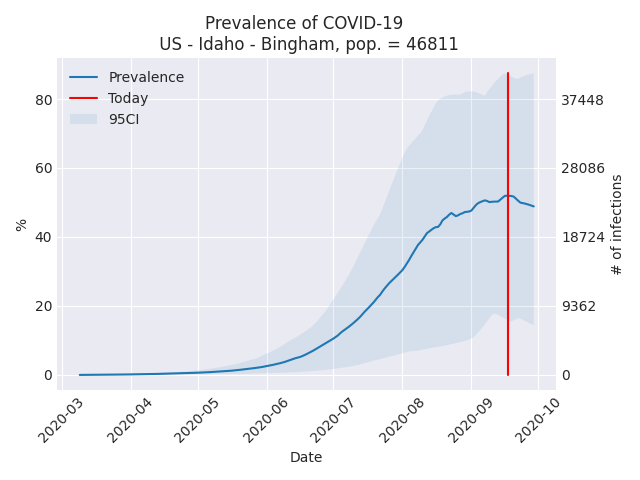 Prevalence of COVID-19
US - Idaho - Bingham, pop. = 46811
Prevalence
Today
95CI
%
80
60
40
20
0
37448
28086
18724
9362
0
# of infections
2020-03
2020-04
2020-05
2020-06
2020-07
2020-08
2020-09
2020-10
Date